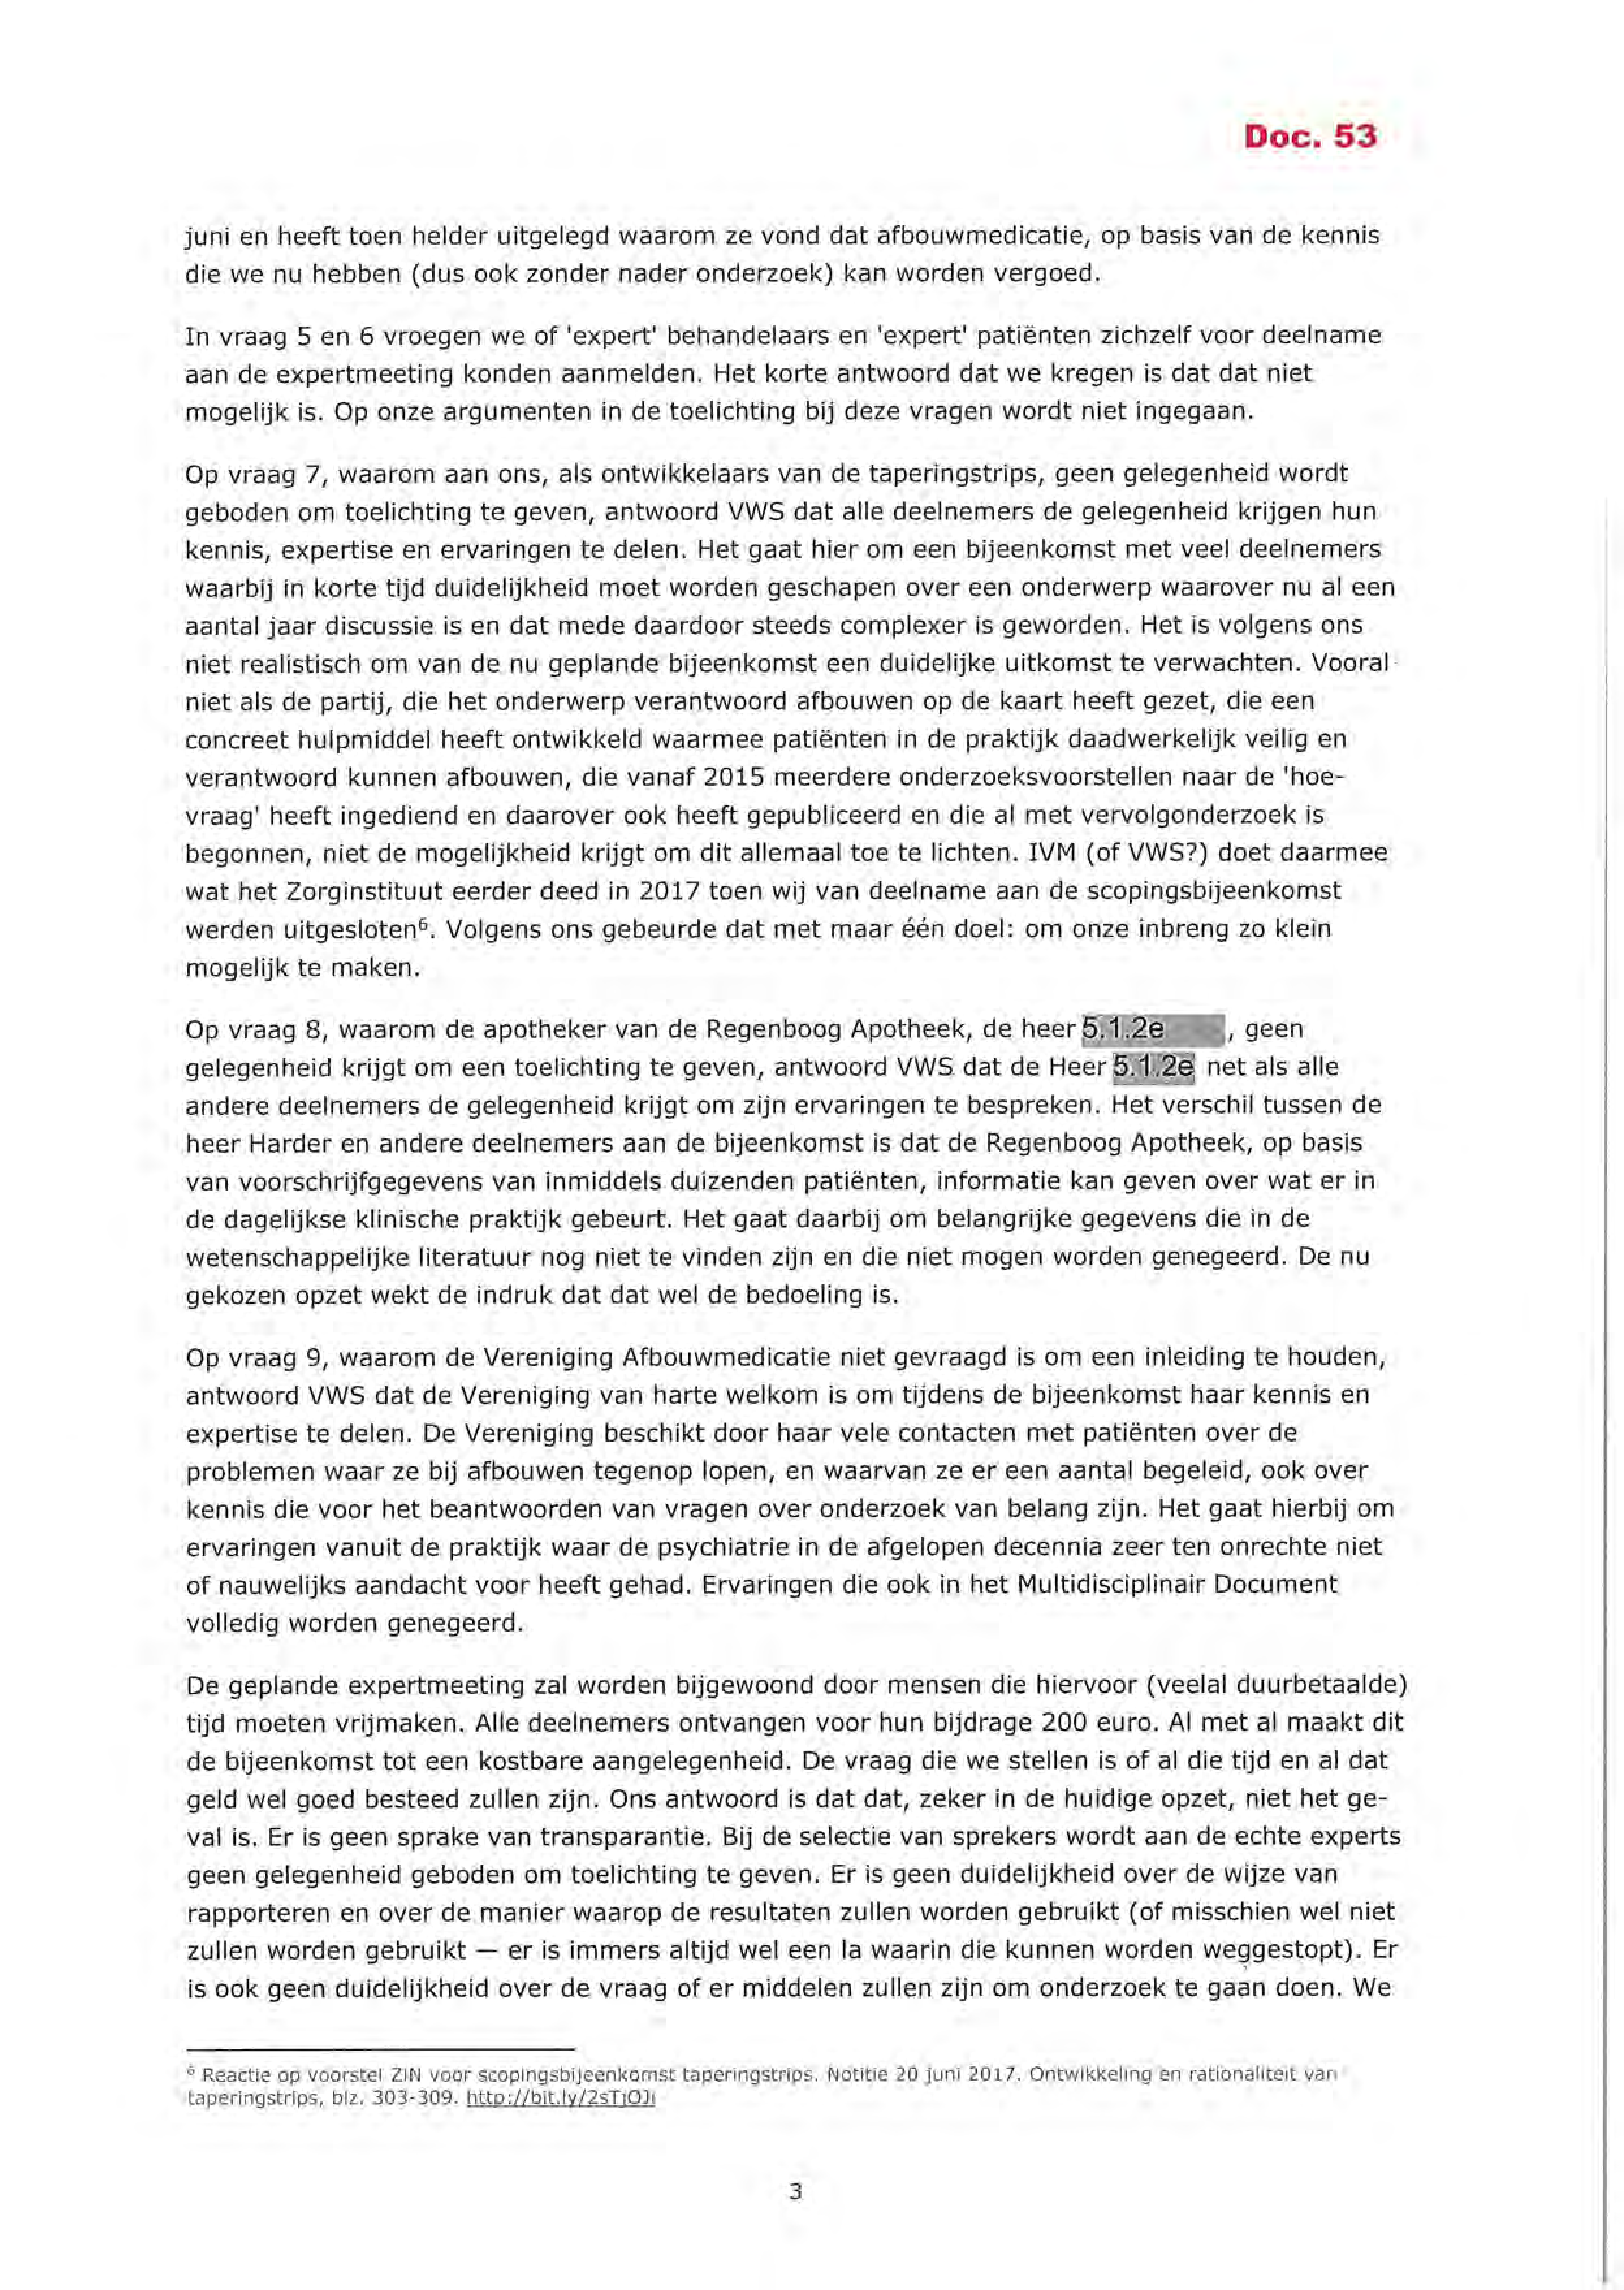 Doc. 53
juni en heeft toen helder uitgelegd waarom ze vond dat afbouwmedicatie, op basis van de kennis
die we nu hebben (dus ook zonder nader onderzoek) kan worden vergoed.
In vraag 5 en 6 vroegen we of 'expert' behandelaars en 'expert' patiënten zichzelf voor deelname
aan de expertmeeting konden aanmelden. Het korte antwoord dat we kregen is dat dat niet
mogelijk is. Op onze argumenten in de toelichting bij deze vragen wordt niet ingegaan.
Op vraag 7, waarom aan ons, als ontwikkelaars van de taperingstrips, geen gelegenheid wordt
geboden om toelichting te geven, antwoord VWS dat alle deelnemers de gelegenheid krijgen hun
kennis, expertise en ervaringen te delen. Het gaat hier om een bijeenkomst met veel deelnemers
waarbij in korte tijd duidelijkheid moet worden geschapen over een onderwerp waarover nu al een
aantal jaar discussie is en dat mede daardoor steeds complexer is geworden. Het is volgens ons
niet realistisch om van de nu geplande bijeenkomst een duidelijke uitkomst te verwachten. Vooral
niet als de partij, die het onderwerp verantwoord afbouwen op de kaart heeft gezet, die een
concreet hulpmiddel heeft ontwikkeld waarmee patiënten in de praktijk daadwerkelijk veilig en
verantwoord kunnen afbouwen, die vanaf 2015 meerdere onderzoeksvoorstellen naar de 'hoe-
vraag' heeft ingediend en daarover ook heeft gepubliceerd en die al met vervolgonderzoek is
begonnen, niet de mogelijkheid krijgt om dit allemaal toe te lichten. IVM (of VWS?) doet daarmee
wat het Zorginstituut eerder deed in 2017 toen wij van deelname aan de scopingsbijeenkomst
werden uitgesloten⁶. Volgens ons gebeurde dat met maar één doel: om onze inbreng zo klein
mogelijk te maken.
Op vraag 8, waarom de apotheker van de Regenboog Apotheek, de heer 5.1.2e , geen
gelegenheid krijgt om een toelichting te geven, antwoord VWS dat de Heer 5.1.2e net als alle
andere deelnemers de gelegenheid krijgt om zijn ervaringen te bespreken. Het verschil tussen de
heer Harder en andere deelnemers aan de bijeenkomst is dat de Regenboog Apotheek, op basis
van voorschrijfgegevens van inmiddels duizenden patiënten, informatie kan geven over wat er in
de dagelijkse klinische praktijk gebeurt. Het gaat daarbij om belangrijke gegevens die in de
wetenschappelijke literatuur nog niet te vinden zijn en die niet mogen worden genegeerd. De nu
gekozen opzet wekt de indruk dat dat wel de bedoeling is.
Op vraag 9, waarom de Vereniging Afbouwmedicatie niet gevraagd is om een inleiding te houden,
antwoord VWS dat de Vereniging van harte welkom is om tijdens de bijeenkomst haar kennis en
expertise te delen. De Vereniging beschikt door haar vele contacten met patiënten over de
problemen waar ze bij afbouwen tegenop lopen, en waarvan ze er een aantal begeleid, ook over
kennis die voor het beantwoorden van vragen over onderzoek van belang zijn. Het gaat hierbij om
ervaringen vanuit de praktijk waar de psychiatrie in de afgelopen decennia zeer ten onrechte niet
of nauwelijks aandacht voor heeft gehad. Ervaringen die ook in het Multidisciplinair Document
volledig worden genegeerd.
De geplande expertmeeting zal worden bijgewoond door mensen die hiervoor (veelal duurbetaalde)
tijd moeten vrijmaken. Alle deelnemers ontvangen voor hun bijdrage 200 euro. Al met al maakt dit
de bijeenkomst tot een kostbare aangelegenheid. De vraag die we stellen is of al die tijd en al dat
geld wel goed besteed zullen zijn. Ons antwoord is dat dat, zeker in de huidige opzet, niet het ge-
val is. Er is geen sprake van transparantie. Bij de selectie van sprekers wordt aan de echte experts
geen gelegenheid geboden om toelichting te geven. Er is geen duidelijkheid over de wijze van
rapporteren en over de manier waarop de resultaten zullen worden gebruikt (of misschien wel niet
zullen worden gebruikt — er is immers altijd wel een la waarin die kunnen worden weggestopt). Er
is ook geen duidelijkheid over de vraag of er middelen zullen zijn om onderzoek te gaan doen. We
⁶ Reactie op voorstel ZIN voor scopingsbijeenkomst taperingstrips. Notitie 20 juni 2017. Ontwikkeling en rationaliteit van
taperingstrips, blz. 303-309. http://bit.ly/2sTjOJi
3